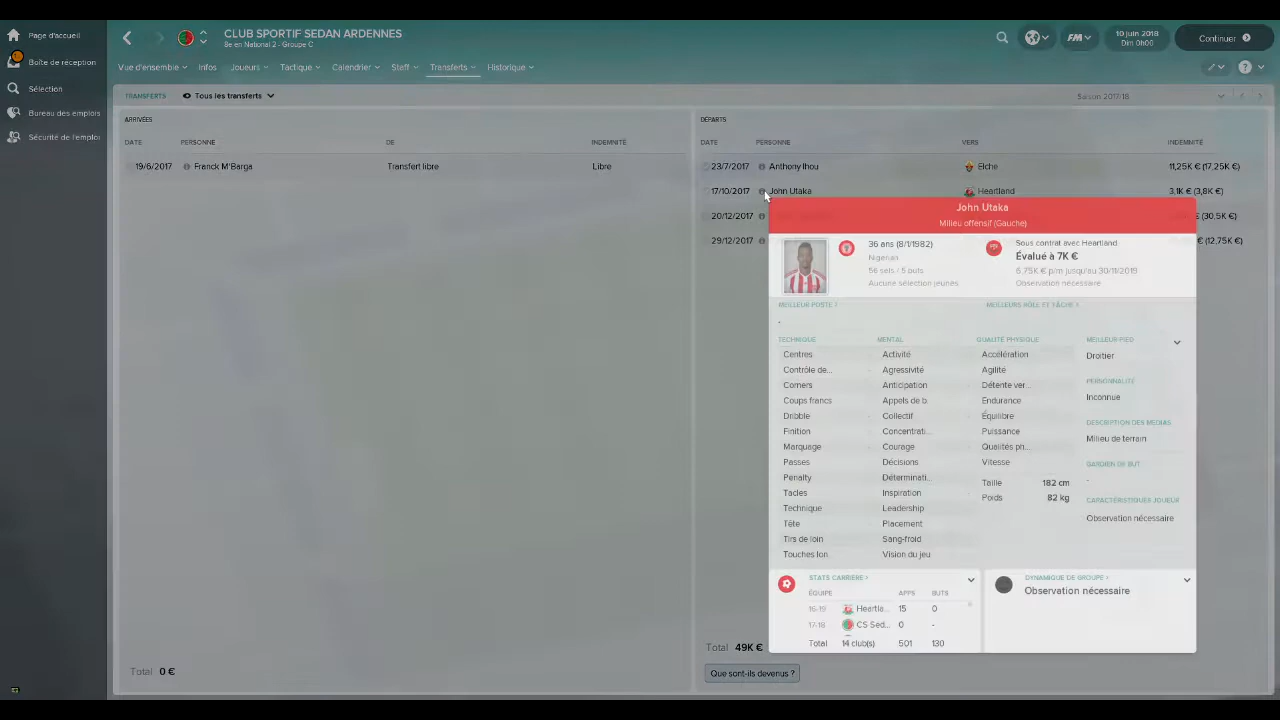 Page d'accueil
Boîte de réception
Sélection
Bureau des emplois
Sécurité de l'emploi
CLUB SPORTIF SEDAN ARDENNES
8e en National 2 - Groupe C
FM
10 juin 2018
Dim 0h00
Continuer
Vue d'ensemble Infos Joueurs Tactique Calendrier Staff Transferts Historique
TRANSFERTS Tous les transferts Saison 2017/18
ARRIVÉES
DATE PERSONNE DE INDEMNITÉ
19/6/2017 Franck M'Barga Transfert libre Libre
Total 0 €
DÉPARTS
DATE PERSONNE VERS INDEMNITÉ
23/7/2017 Anthony Ihou Elche 11,25K € (17,25K €)
17/10/2017 John Utaka Heartland 3,1K € (3,8K €)
20/12/2017 (30,5K €)
29/12/2017 (12,75K €)
John Utaka
Milieu offensif (Gauche)
36 ans (8/1/1982)
Nigerian
56 sels / 5 buts
Aucune sélection jeunes
Sous contrat avec Heartland
Évalué à 7K €
6,75K € p/m jusqu'au 30/11/2019
Observation nécessaire
MEILLEUR POSTE MEILLEURS RÔLE ET TÂCHE
-
TECHNIQUE
Centres
Contrôle de...
Corners
Coups francs
Dribble
Finition
Marquage
Passes
Penalty
Tacles
Technique
Tête
Tirs de loin
Touches lon
MENTAL
Activité
Agressivité
Anticipation
Appels de b
Collectif
Concentrati...
Courage
Décisions
Déterminati...
Inspiration
Leadership
Placement
Sang-froid
Vision du jeu
QUALITÉ PHYSIQUE
Accélération
Agilité
Détente ver...
Endurance
Équilibre
Puissance
Qualités ph...
Vitesse
Taille 182 cm
Poids 82 kg
MEILLEUR PIED
Droitier
PERSONNALITÉ
Inconnue
DESCRIPTION DES MÉDIAS
Milieu de terrain
GARDIEN DE BUT
-
CARACTÉRISTIQUES JOUEUR
Observation nécessaire
STATS CARRIÈRE
ÉQUIPE APPS BUTS
16-19 Heartla... 15 0
17-18 CS Sed... 0 -
Total 14 club(s) 501 130
DYNAMIQUE DE GROUPE
Observation nécessaire
Total 49K €
Que sont-ils devenus ?